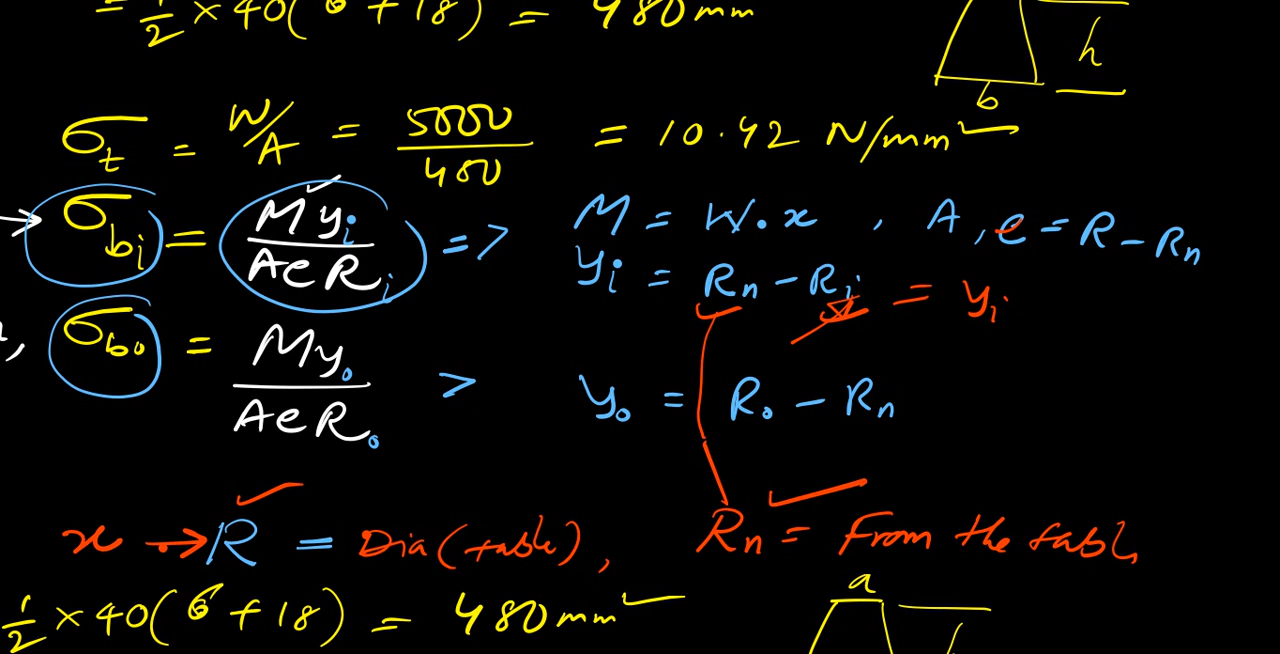 = 1/2 × 40(6 + 18) = 480mm
h
b
σt = W/A = 5000/480 = 10.42 N/mm²
σbi = Myi/AeRi => M = W.x , A, e = R - Rn
yi = Rn - Ri = yi
, σbo = Myo/AeRo > yo = Ro - Rn
x → R = Dia(table), Rn = From the table
a
1/2 × 40(6 + 18) = 480mm²